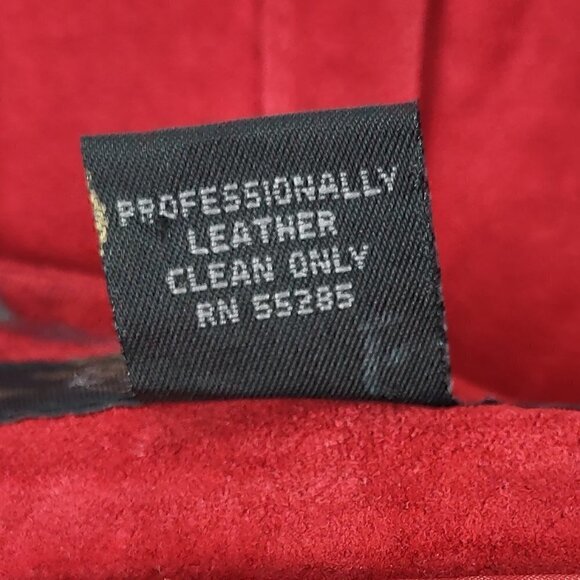 PROFESSIONALLY
LEATHER
CLEAN ONLY
RN 55285